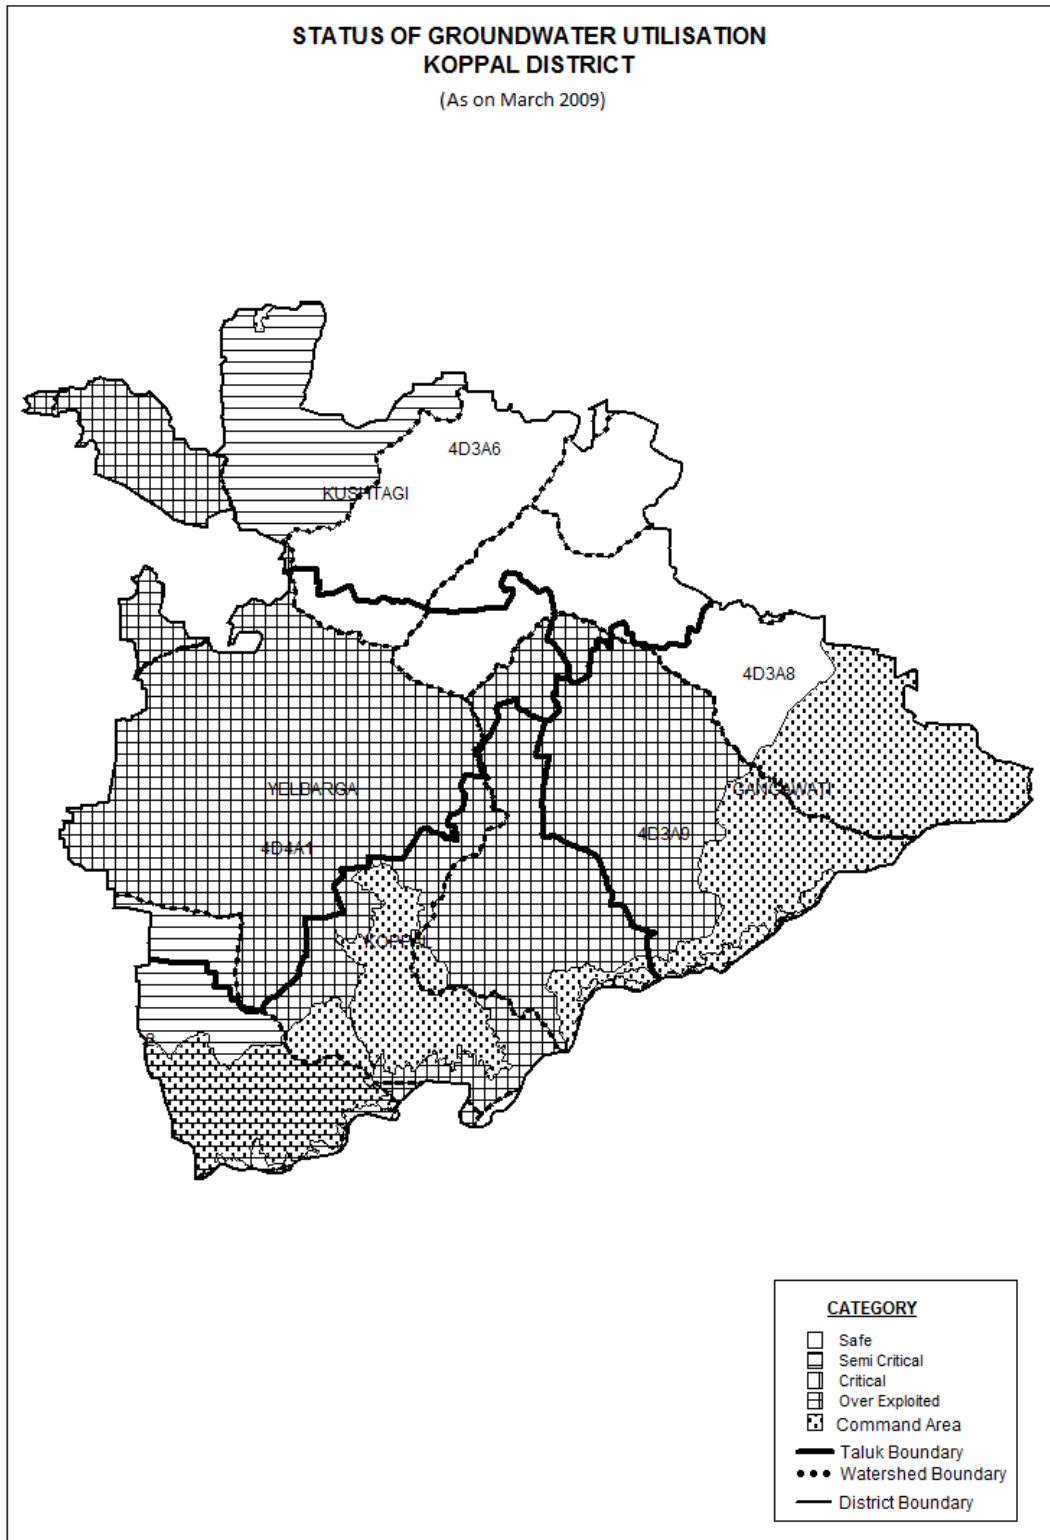 STATUS OF GROUNDWATER UTILISATION
KOPPAL DISTRICT
(As on March 2009)
4D3A6
KUSHTAGI
4D3A8
YELBARGA
GANGAWATI
4D3A9
4D4A1
KOPPAL
CATEGORY
Safe
Semi Critical
Critical
Over Exploited
Command Area
Taluk Boundary
Watershed Boundary
District Boundary